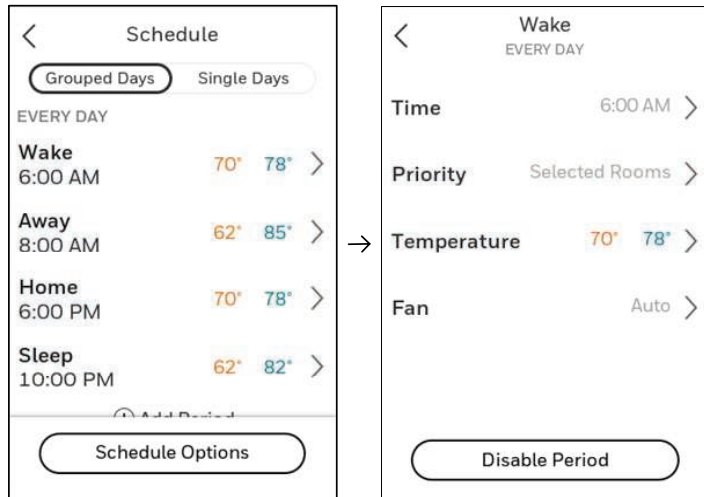 Schedule
Grouped Days Single Days
EVERY DAY
Wake
6:00 AM
70° 78°
Away
8:00 AM
62° 85°
Home
6:00 PM
70° 78°
Sleep
10:00 PM
62° 82°
Add Period
Schedule Options
→
Wake
EVERY DAY
Time 6:00 AM
Priority Selected Rooms
Temperature 70° 78°
Fan Auto
Disable Period